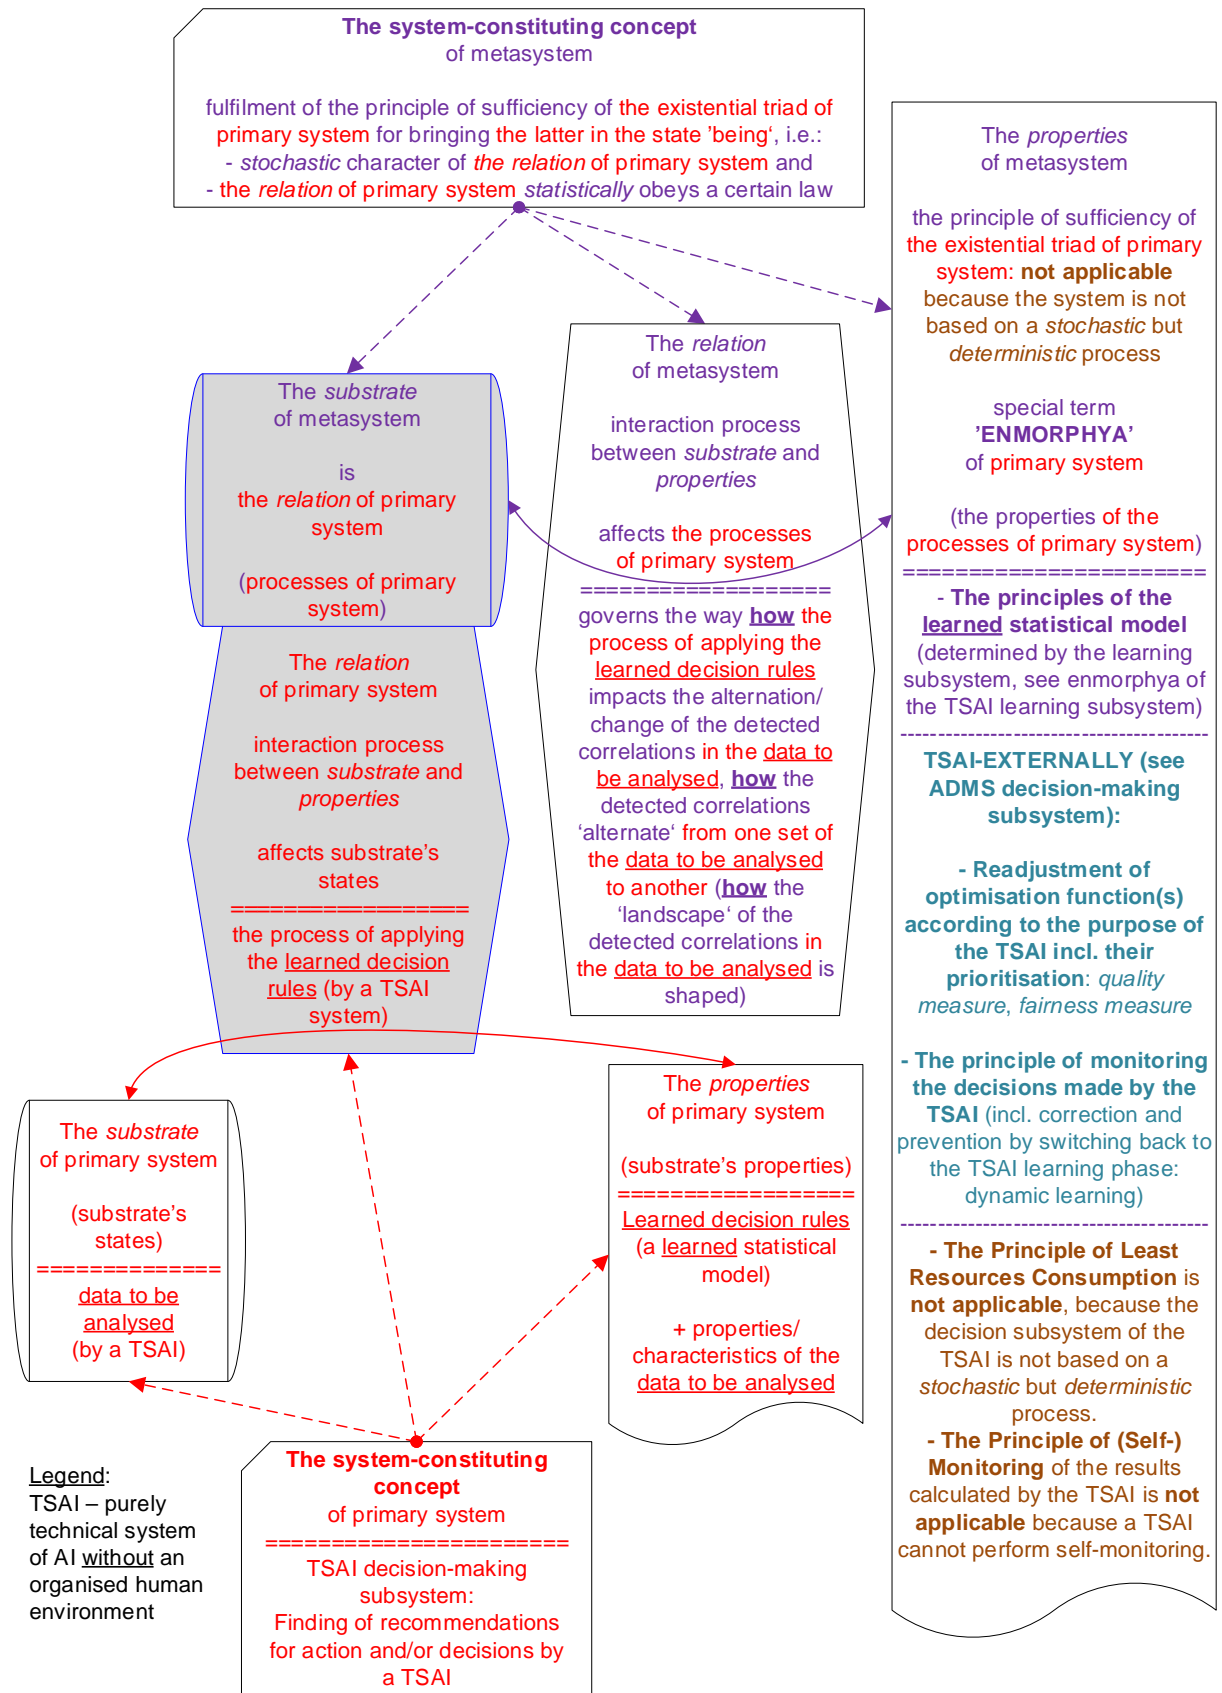 The system-constituting concept
of metasystem
fulfilment of the principle of sufficiency of the existential triad of
primary system for bringing the latter in the state 'being‘, i.e.:
- stochastic character of the relation of primary system and
- the relation of primary system statistically obeys a certain law
The properties
of metasystem
the principle of sufficiency of
the existential triad of primary
system: not applicable
because the system is not
based on a stochastic but
deterministic process
special term
’ENMORPHYA’
of primary system
(the properties of the
processes of primary system)
========================
- The principles of the
learned statistical model
(determined by the learning
subsystem, see enmorphya of
the TSAI learning subsystem)
----------------------------------------
TSAI-EXTERNALLY (see
ADMS decision-making
subsystem):
- Readjustment of
optimisation function(s)
according to the purpose of
the TSAI incl. their
prioritisation: quality
measure, fairness measure
- The principle of monitoring
the decisions made by the
TSAI (incl. correction and
prevention by switching back to
the TSAI learning phase:
dynamic learning)
----------------------------------------
- The Principle of Least
Resources Consumption is
not applicable, because the
decision subsystem of the
TSAI is not based on a
stochastic but deterministic
process.
- The Principle of (Self-)
Monitoring of the results
calculated by the TSAI is not
applicable because a TSAI
cannot perform self-monitoring.
The relation
of metasystem
interaction process
between substrate and
properties
affects the processes
of primary system
====================
governs the way how the
process of applying the
learned decision rules
impacts the alternation/
change of the detected
correlations in the data to
be analysed, how the
detected correlations
‘alternate‘ from one set of
the data to be analysed
to another (how the
‘landscape‘ of the
detected correlations in
the data to be analysed is
shaped)
The substrate
of metasystem
is
the relation of primary
system
(processes of primary
system)
The relation
of primary system
interaction process
between substrate and
properties
affects substrate's
states
===================
the process of applying
the learned decision
rules (by a TSAI
system)
The substrate
of primary system
(substrate's
states)
==============
data to be
analysed
(by a TSAI)
The properties
of primary system
(substrate's properties)
===================
Learned decision rules
(a learned statistical
model)
+ properties/
characteristics of the
data to be analysed
The system-constituting
concept
of primary system
========================
TSAI decision-making
subsystem:
Finding of recommendations
for action and/or decisions by
a TSAI
Legend:
TSAI – purely
technical system
of AI without an
organised human
environment